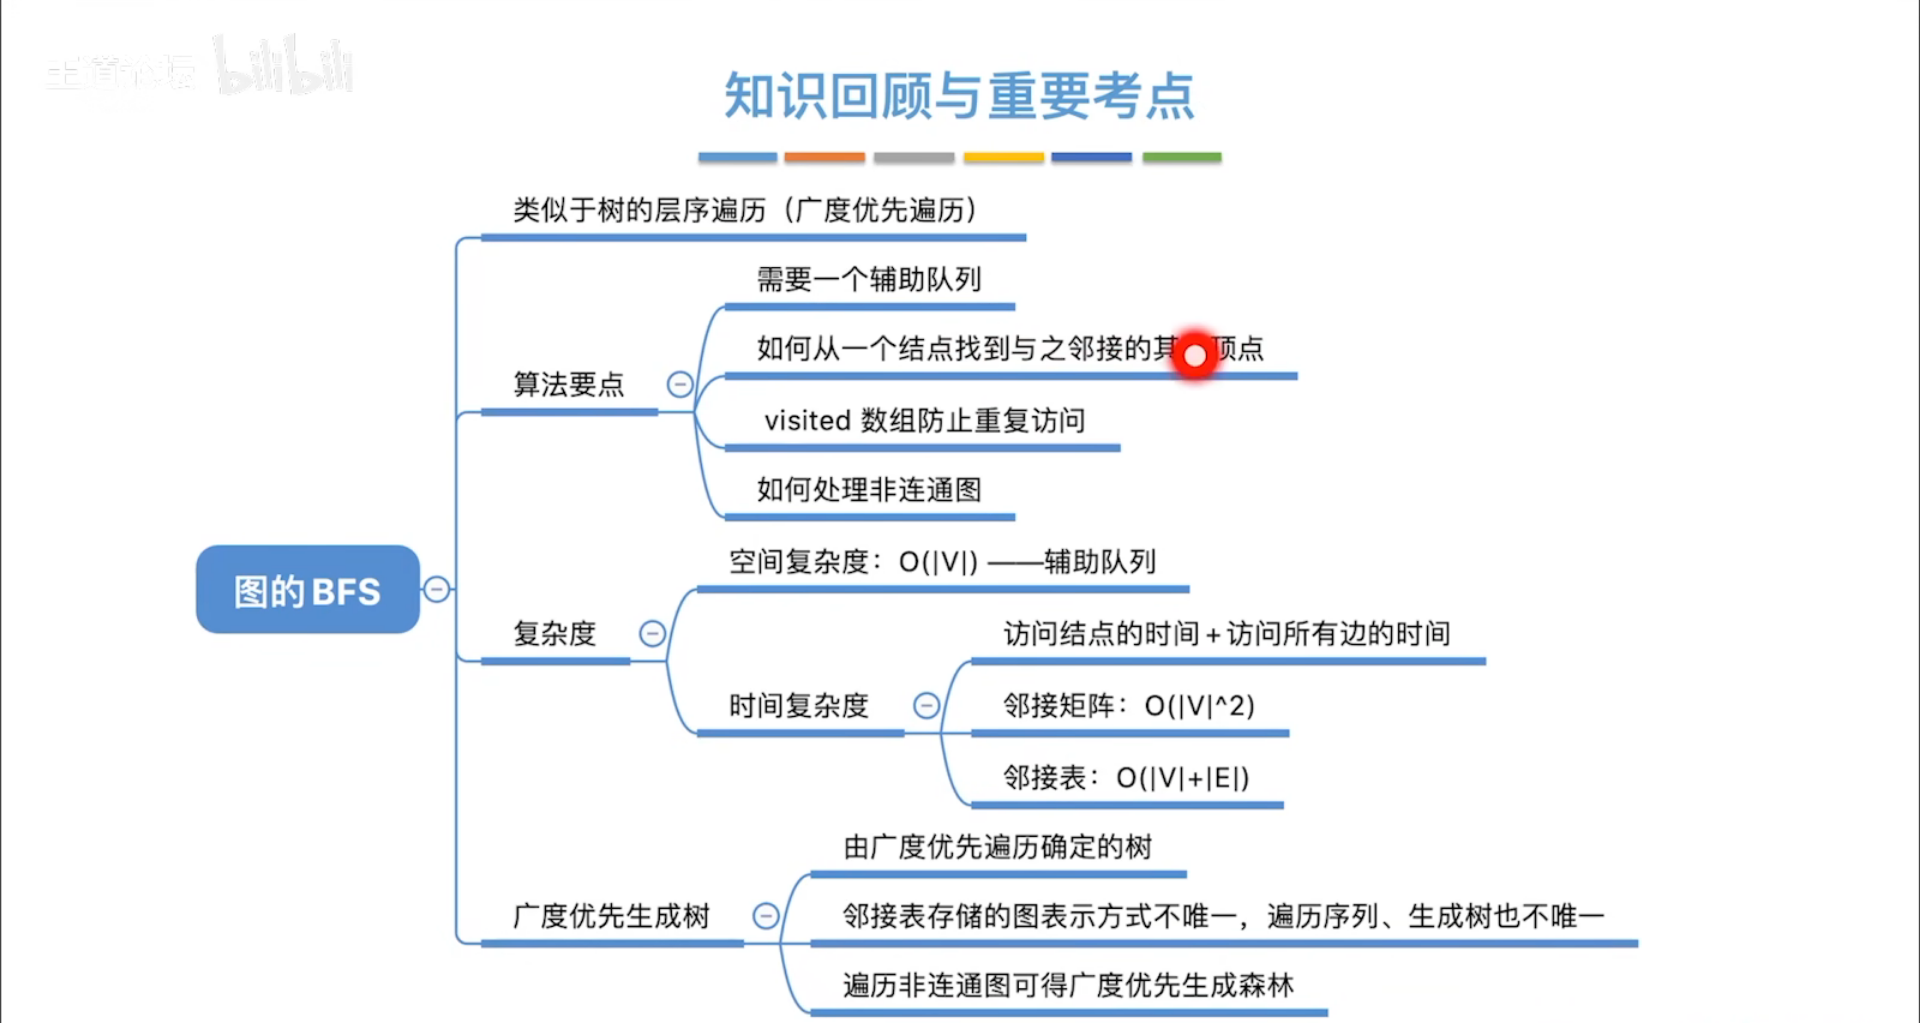 王道论坛 bilibili
知识回顾与重要考点
类似于树的层序遍历（广度优先遍历）
需要一个辅助队列
如何从一个结点找到与之邻接的其 顶点
算法要点
visited 数组防止重复访问
如何处理非连通图
空间复杂度：O(|V|) ——辅助队列
图的 BFS
复杂度
访问结点的时间 + 访问所有边的时间
时间复杂度
邻接矩阵：O(|V|^2)
邻接表：O(|V|+|E|)
由广度优先遍历确定的树
广度优先生成树
邻接表存储的图表示方式不唯一，遍历序列、生成树也不唯一
遍历非连通图可得广度优先生成森林